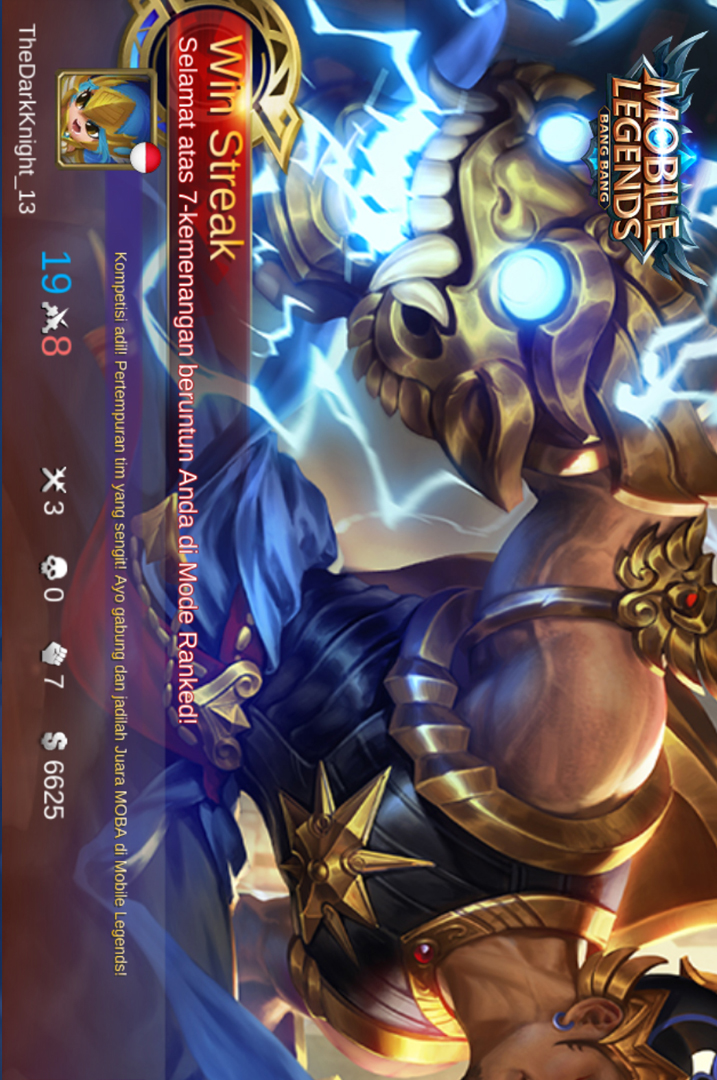 MOBILE
LEGENDS
BANG BANG
Win Streak
Selamat atas 7-kemenangan beruntun Anda di Mode Ranked!
Kompetisi adil! Pertempuran tim yang sengit! Ayo gabung dan jadilah Juara MOBA di Mobile Legends!
19 8 3 0 7 $ 6625
TheDarkKnight_13